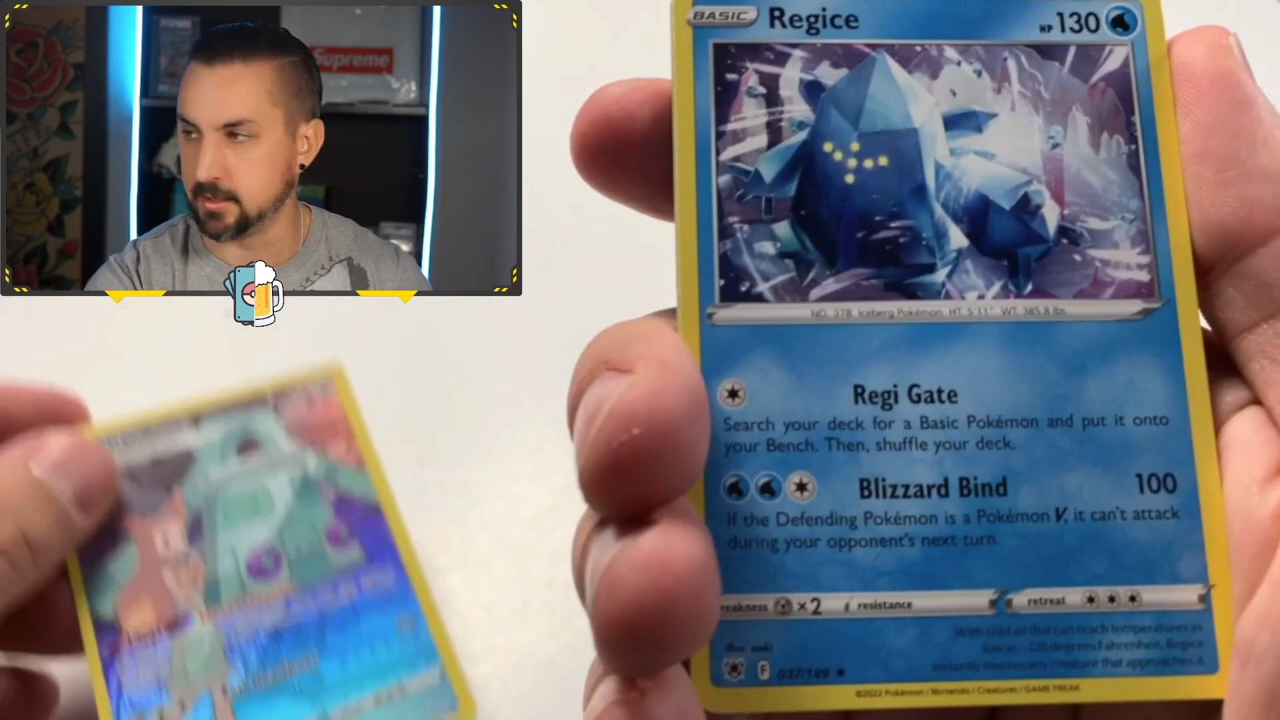 Supreme
BASIC Regice HP 130
NO. 378 Iceberg Pokémon HT: 5'11" WT: 385.8 lbs.
Regi Gate
Search your deck for a Basic Pokémon and put it onto
your Bench. Then, shuffle your deck.
Blizzard Bind 100
If the Defending Pokémon is a Pokémon V, it can't attack
during your opponent's next turn.
weakness ×2 resistance retreat
With cold air that can reach temperatures as
low as -328 degrees Fahrenheit, Regice
instantly freezes any creature that approaches it.
Illus. aoki
F 037/189
©2022 Pokémon / Nintendo / Creatures / GAME FREAK